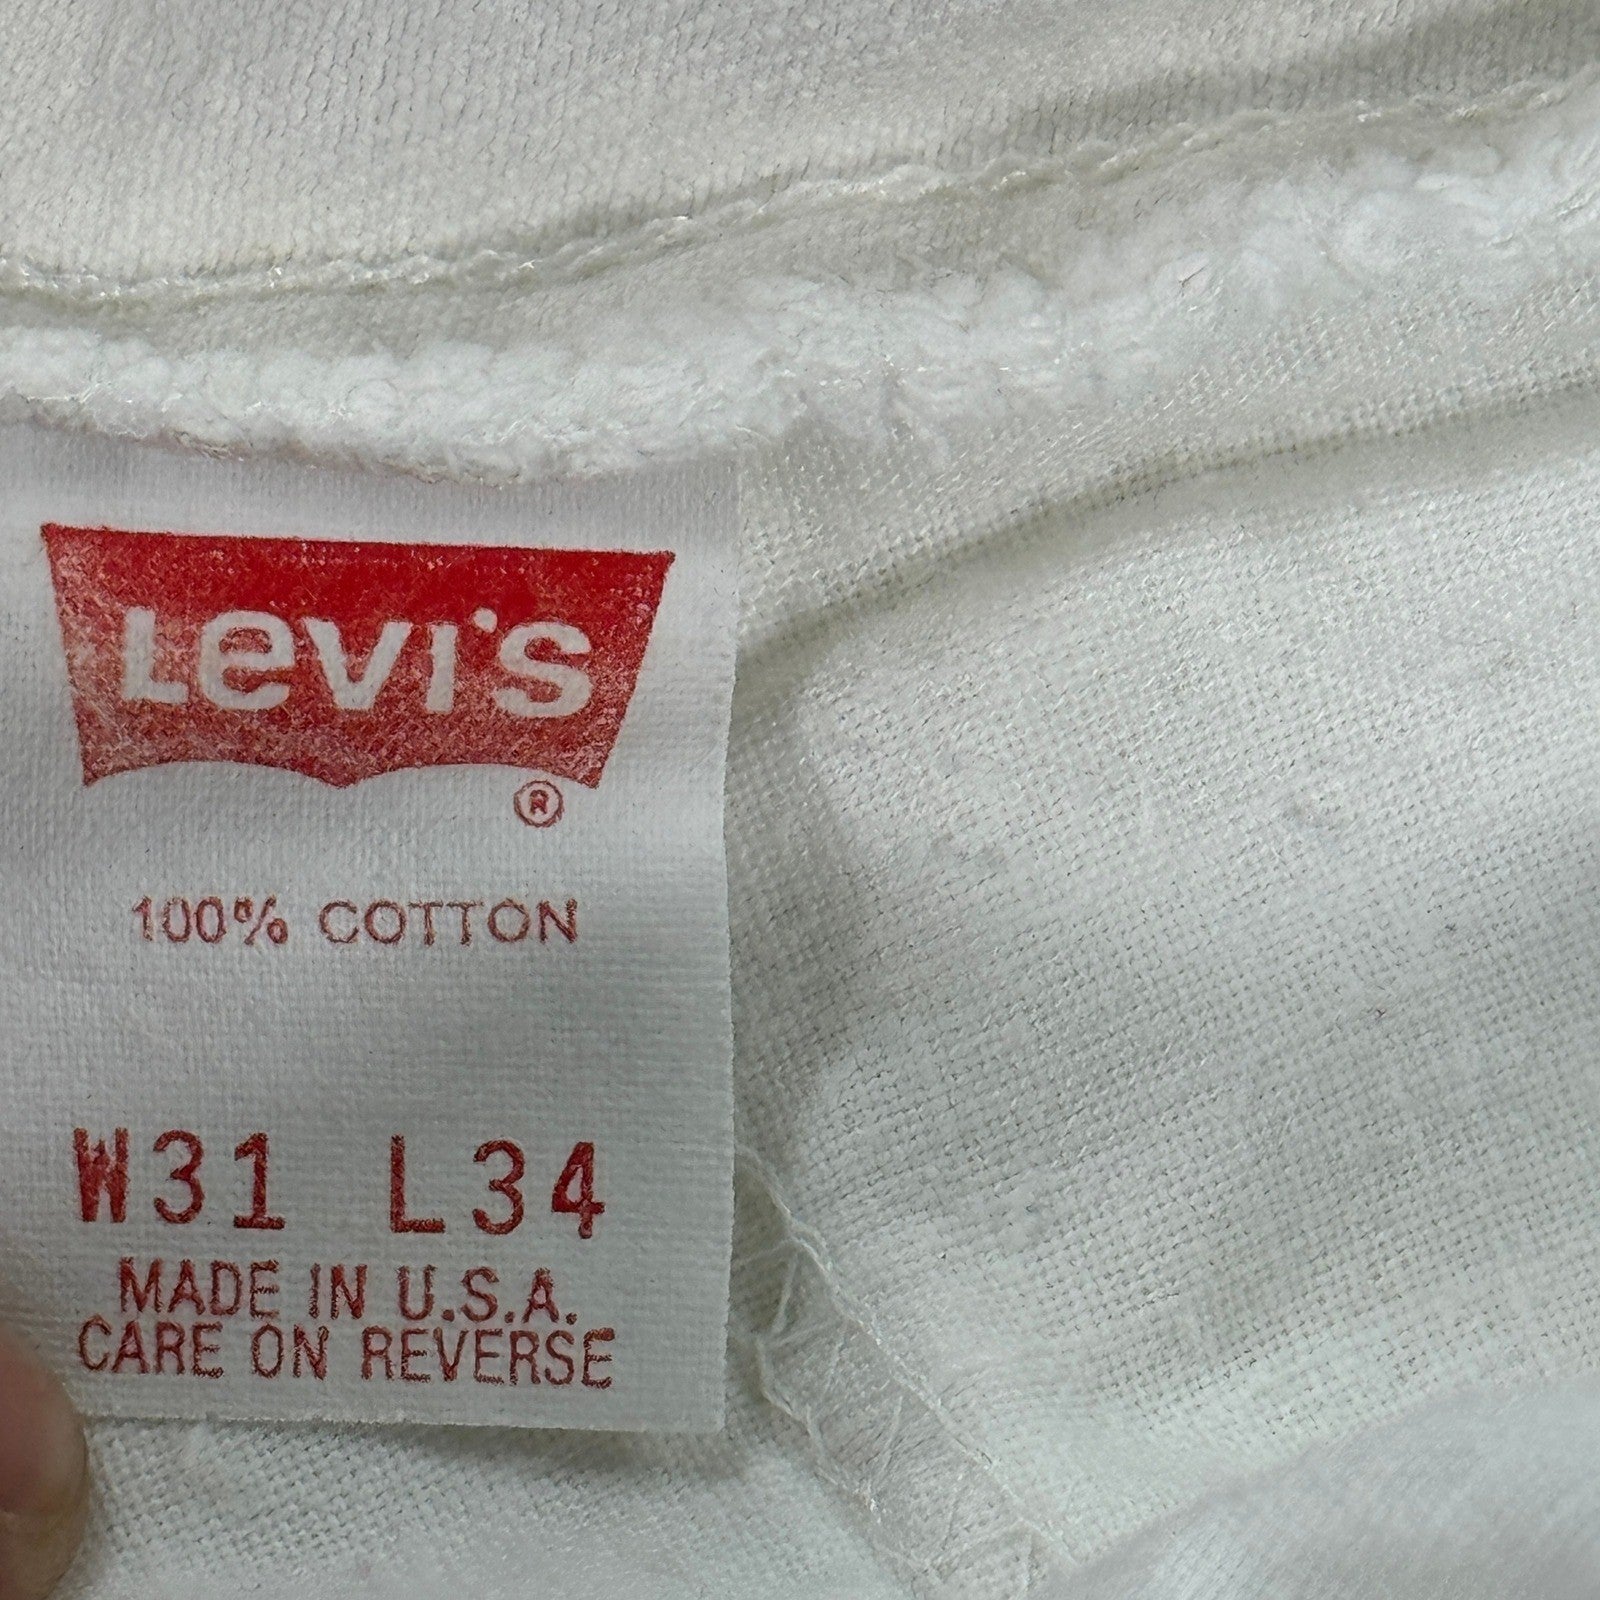 Levi's
®
100% COTTON
W31 L34
MADE IN U.S.A.
CARE ON REVERSE